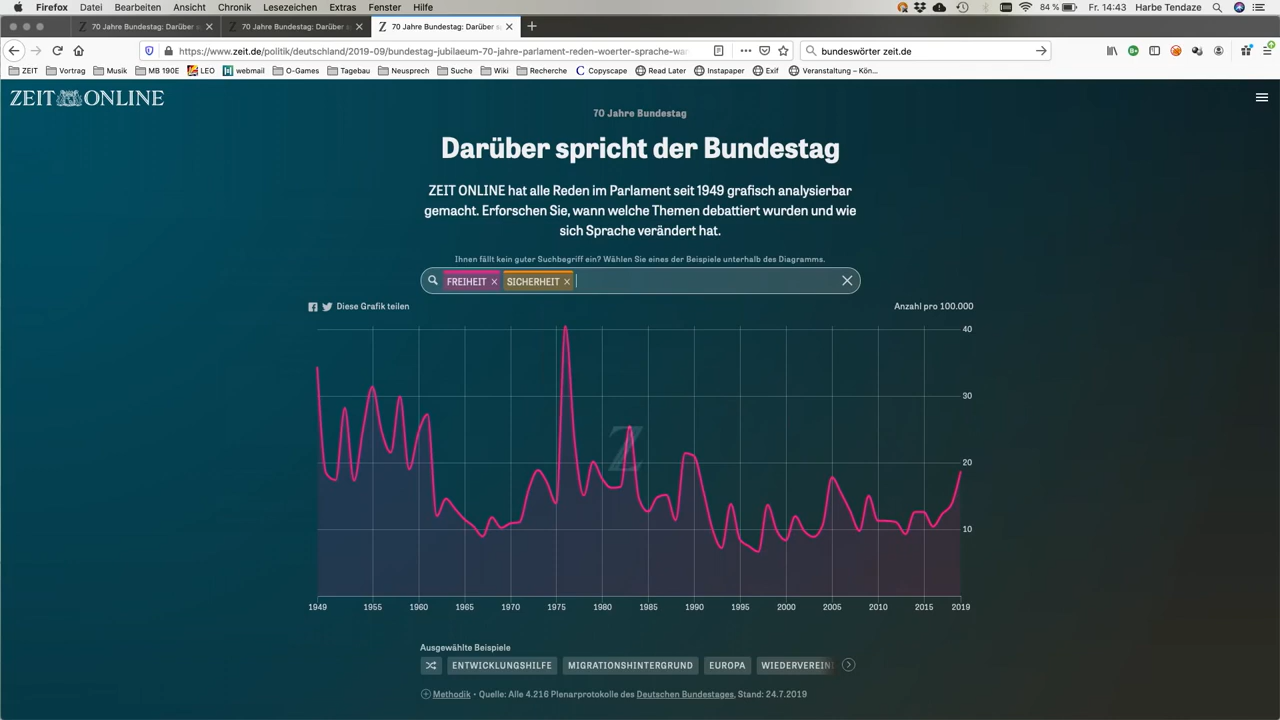 Firefox Datei Bearbeiten Ansicht Chronik Lesezeichen Extras Fenster Hilfe 84 % Fr. 14:43 Harbe Tendaze
70 Jahre Bundestag: Darüber s 70 Jahre Bundestag: Darüber s 70 Jahre Bundestag: Darüber s
https://www.zeit.de/politik/deutschland/2019-09/bundestag-jubilaeum-70-jahre-parlament-reden-woerter-sprache-wa bundeswörter zeit.de
ZEIT Vortrag Musik MB 190E LEO webmail O-Games Tagebau Neusprech Suche Wiki Recherche Copyscape Read Later Instapaper Exif Veranstaltung – Kön...
ZEIT ONLINE
70 Jahre Bundestag
Darüber spricht der Bundestag
ZEIT ONLINE hat alle Reden im Parlament seit 1949 grafisch analysierbar
gemacht. Erforschen Sie, wann welche Themen debattiert wurden und wie
sich Sprache verändert hat.
Ihnen fällt kein guter Suchbegriff ein? Wählen Sie eines der Beispiele unterhalb des Diagramms.
FREIHEIT × SICHERHEIT ×
Diese Grafik teilen Anzahl pro 100.000
40
30
20
10
1949 1955 1960 1965 1970 1975 1980 1985 1990 1995 2000 2005 2010 2015 2019
Ausgewählte Beispiele
ENTWICKLUNGSHILFE MIGRATIONSHINTERGRUND EUROPA WIEDERVEREIN
Methodik • Quelle: Alle 4.216 Plenarprotokolle des Deutschen Bundestages, Stand: 24.7.2019